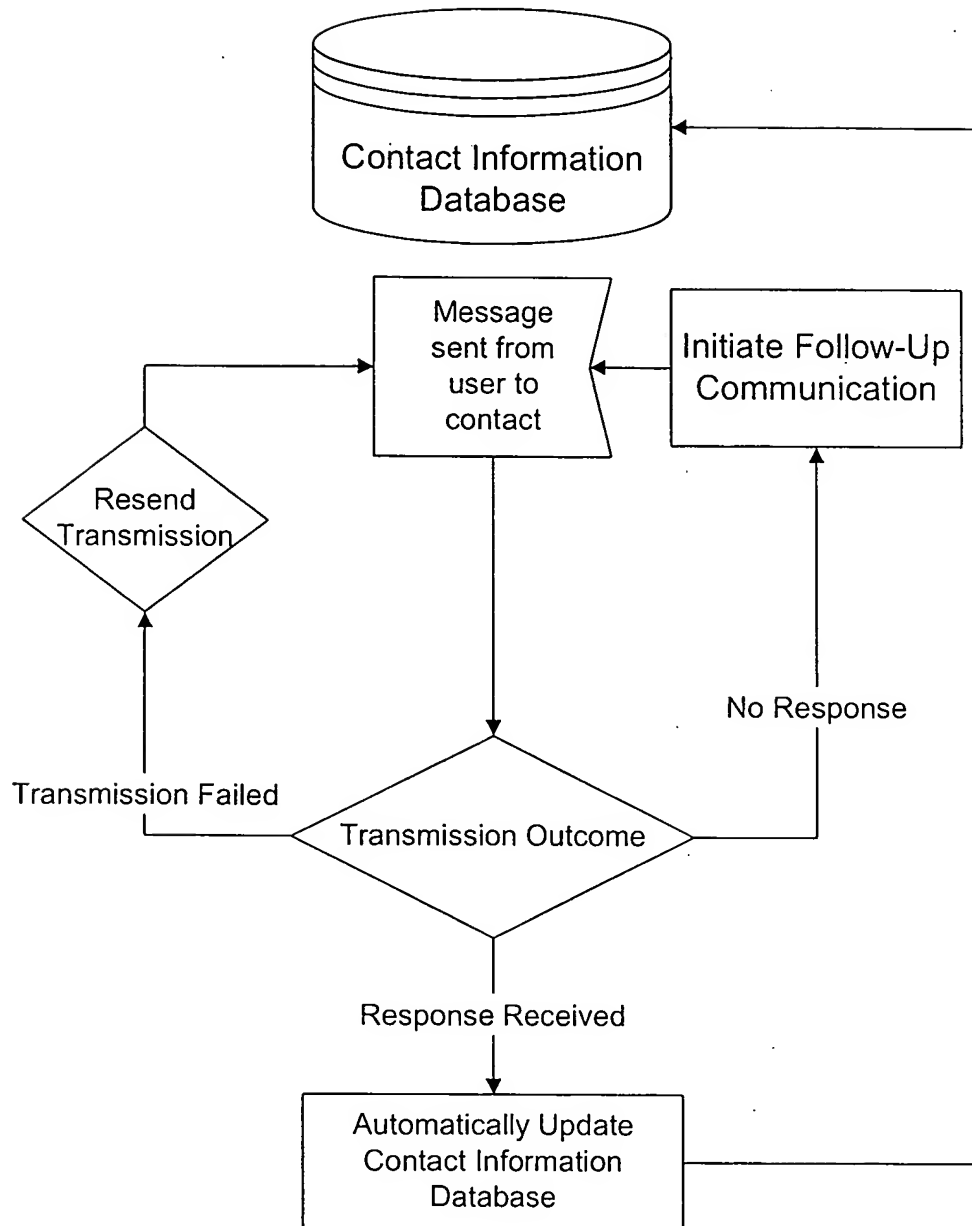 Contact Information
Database
Message
sent from
user to
contact
Initiate Follow-Up
Communication
Resend
Transmission
No Response
Transmission Failed
Transmission Outcome
Response Received
Automatically Update
Contact Information
Database